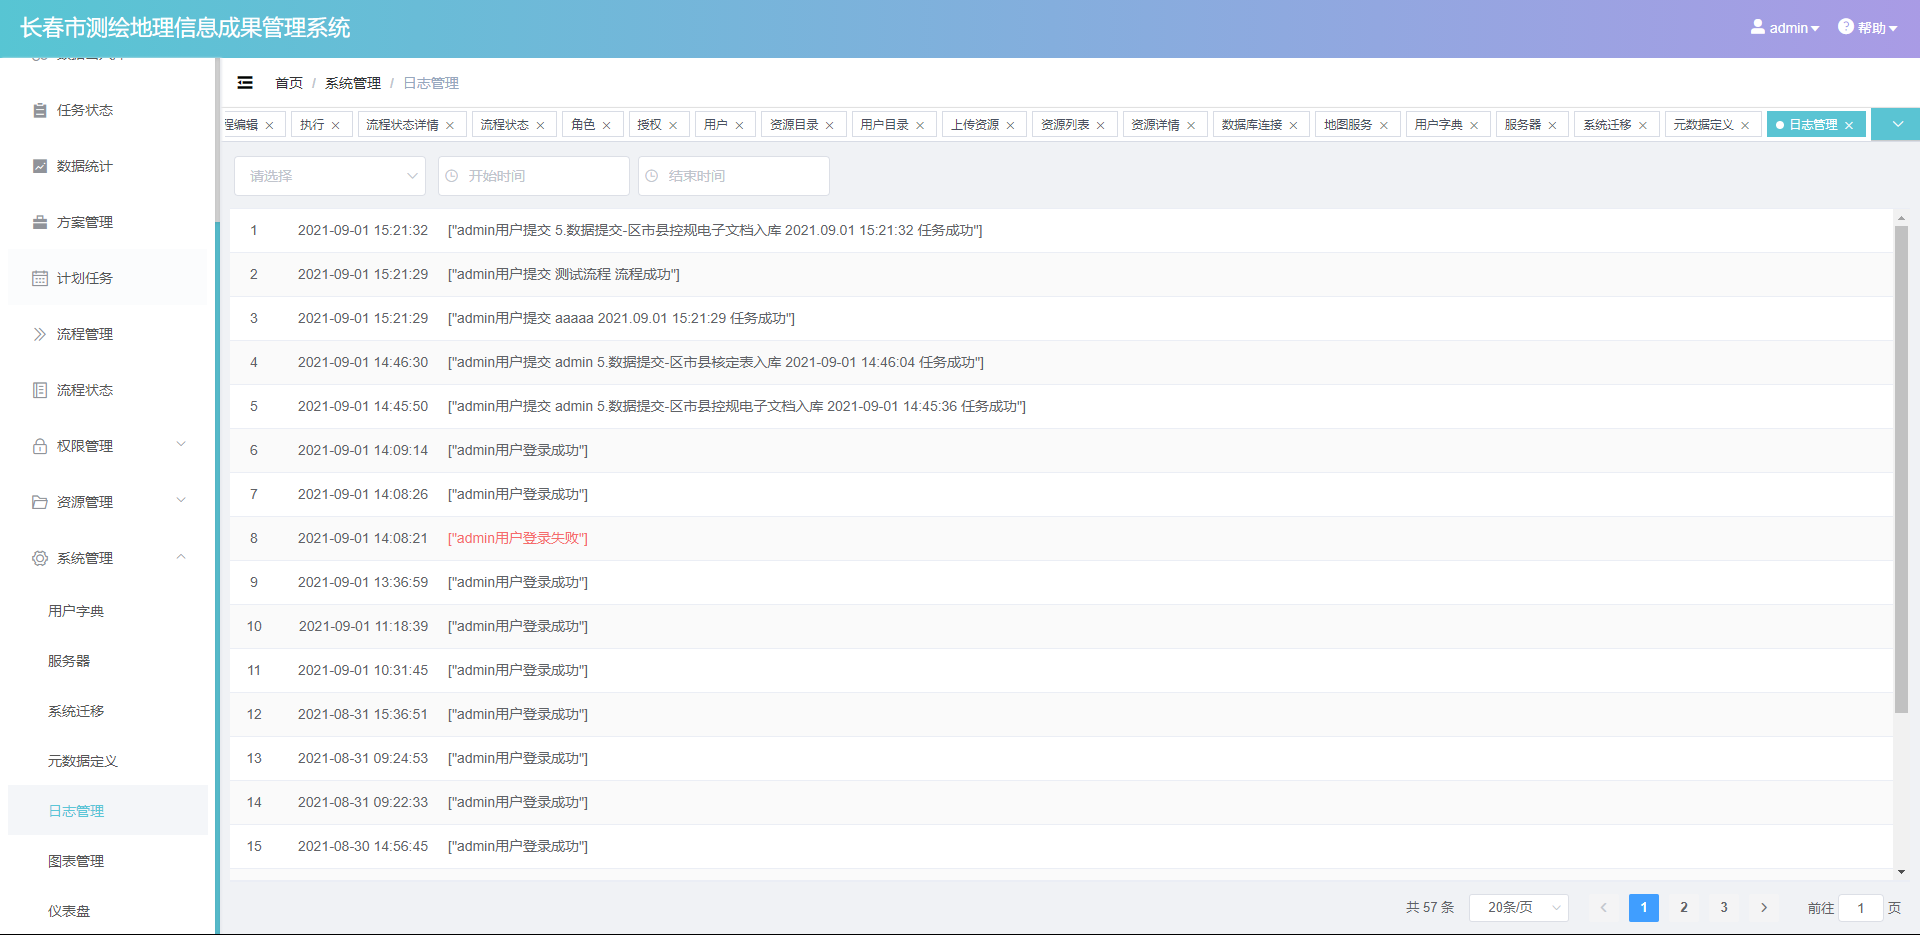 长春市测绘地理信息成果管理系统
admin
帮助
任务状态
数据统计
方案管理
计划任务
流程管理
流程状态
权限管理
资源管理
系统管理
用户字典
服务器
系统迁移
元数据定义
日志管理
图表管理
仪表盘
首页 / 系统管理 / 日志管理
程编辑 执行 流程状态详情 流程状态 角色 授权 用户 资源目录 用户目录 上传资源 资源列表 资源详情 数据库连接 地图服务 用户字典 服务器 系统迁移 元数据定义 日志管理
请选择 开始时间 结束时间
1 2021-09-01 15:21:32 ["admin用户提交 5.数据提交-区市县控规电子文档入库 2021.09.01 15:21:32 任务成功"]
2 2021-09-01 15:21:29 ["admin用户提交 测试流程 流程成功"]
3 2021-09-01 15:21:29 ["admin用户提交 aaaaa 2021.09.01 15:21:29 任务成功"]
4 2021-09-01 14:46:30 ["admin用户提交 admin 5.数据提交-区市县核定表入库 2021-09-01 14:46:04 任务成功"]
5 2021-09-01 14:45:50 ["admin用户提交 admin 5.数据提交-区市县控规电子文档入库 2021-09-01 14:45:36 任务成功"]
6 2021-09-01 14:09:14 ["admin用户登录成功"]
7 2021-09-01 14:08:26 ["admin用户登录成功"]
8 2021-09-01 14:08:21 ["admin用户登录失败"]
9 2021-09-01 13:36:59 ["admin用户登录成功"]
10 2021-09-01 11:18:39 ["admin用户登录成功"]
11 2021-09-01 10:31:45 ["admin用户登录成功"]
12 2021-08-31 15:36:51 ["admin用户登录成功"]
13 2021-08-31 09:24:53 ["admin用户登录成功"]
14 2021-08-31 09:22:33 ["admin用户登录成功"]
15 2021-08-30 14:56:45 ["admin用户登录成功"]
共 57 条 20条/页 1 2 3 前往 1 页